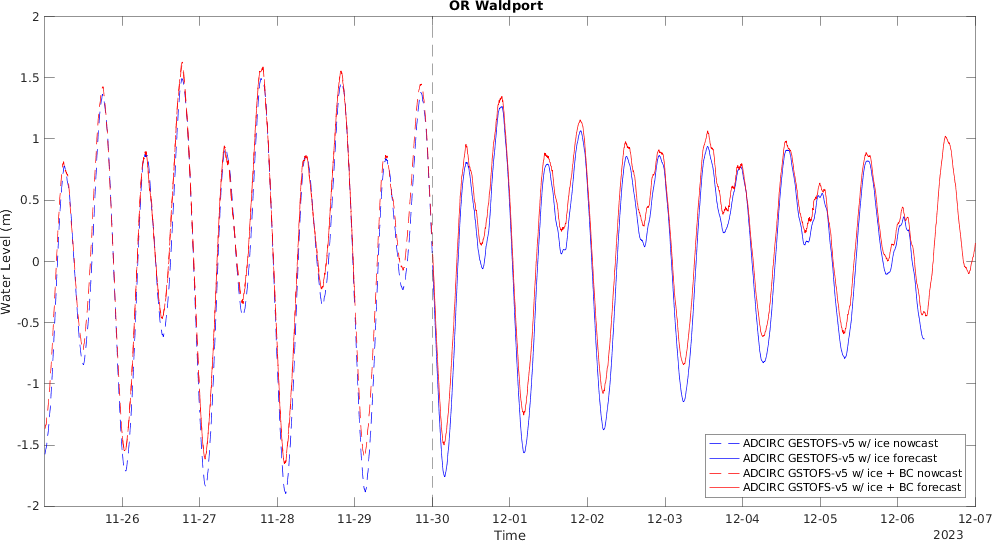 OR Waldport
2
1.5
1
0.5
0
-0.5
-1
-1.5
-2
Water Level (m)
11-26 11-27 11-28 11-29 11-30 12-01 12-02 12-03 12-04 12-05 12-06 12-07
Time
2023
ADCIRC GESTOFS-v5 w/ ice nowcast
ADCIRC GESTOFS-v5 w/ ice forecast
ADCIRC GSTOFS-v5 w/ ice + BC nowcast
ADCIRC GSTOFS-v5 w/ ice + BC forecast